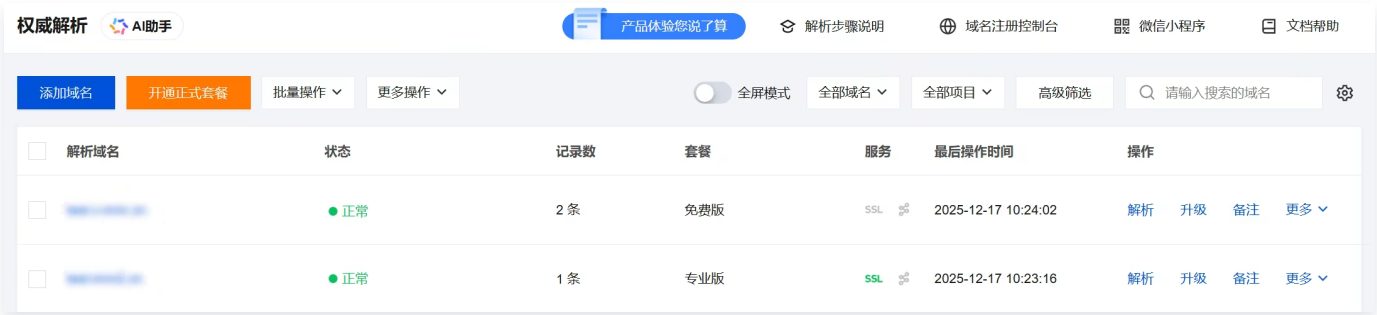 权威解析 AI助手 产品体验您说了算 解析步骤说明 域名注册控制台 微信小程序 文档帮助
添加域名 开通正式套餐 批量操作 更多操作 全屏模式 全部域名 全部项目 高级筛选 请输入搜索的域名
解析域名 状态 记录数 套餐 服务 最后操作时间 操作
正常 2 条 免费版 SSL 2025-12-17 10:24:02 解析 升级 备注 更多
正常 1 条 专业版 SSL 2025-12-17 10:23:16 解析 升级 备注 更多